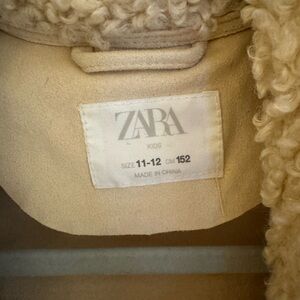 ZARA
KIDS
SIZE 11-12 CM 152
MADE IN CHINA